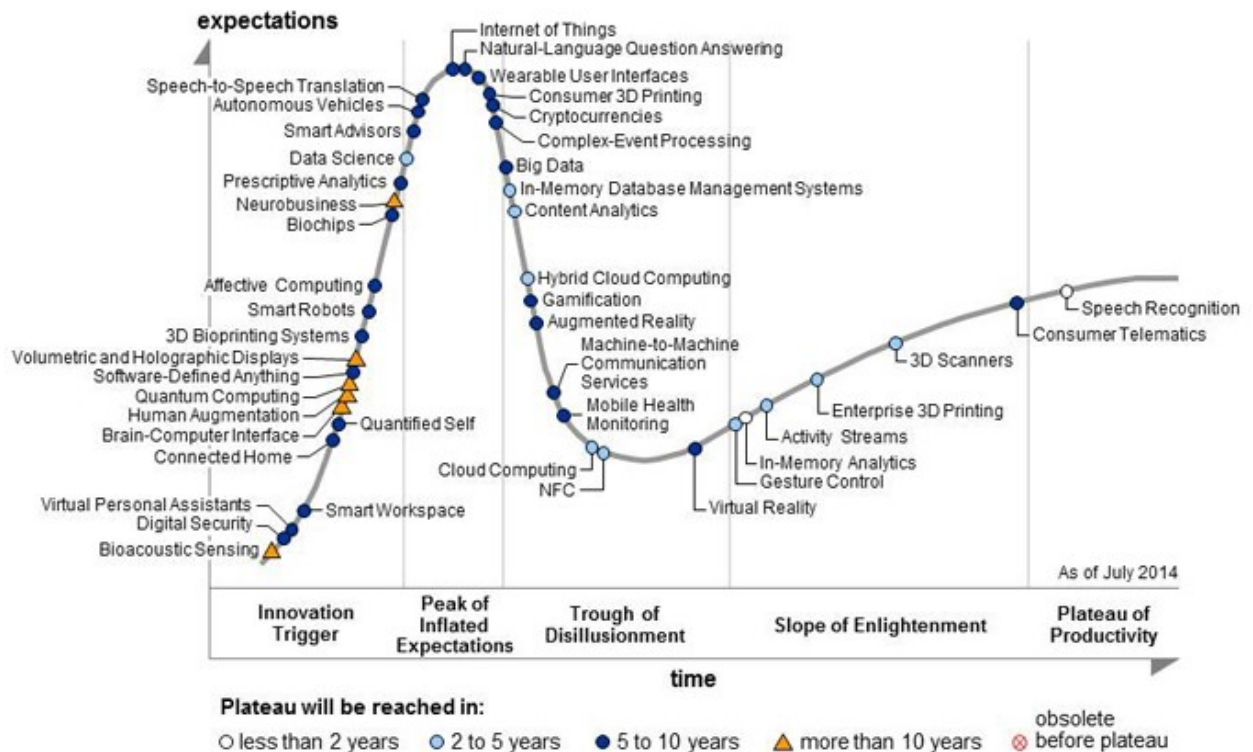 expectations
Internet of Things
Natural-Language Question Answering
Wearable User Interfaces
Consumer 3D Printing
Cryptocurrencies
Complex-Event Processing
Speech-to-Speech Translation
Autonomous Vehicles
Smart Advisors
Data Science
Prescriptive Analytics
Neurobusiness
Biochips
Big Data
In-Memory Database Management Systems
Content Analytics
Affective Computing
Smart Robots
3D Bioprinting Systems
Volumetric and Holographic Displays
Software-Defined Anything
Quantum Computing
Human Augmentation
Brain-Computer Interface
Connected Home
Quantified Self
Hybrid Cloud Computing
Gamification
Augmented Reality
Machine-to-Machine
Communication
Services
Mobile Health
Monitoring
Cloud Computing
NFC
Virtual Personal Assistants
Digital Security
Bioacoustic Sensing
Smart Workspace
Speech Recognition
Consumer Telematics
3D Scanners
Enterprise 3D Printing
Activity Streams
In-Memory Analytics
Gesture Control
Virtual Reality
As of July 2014
Innovation
Trigger
Peak of
Inflated
Expectations
Trough of
Disillusionment
Slope of Enlightenment
Plateau of
Productivity
time
Plateau will be reached in:
less than 2 years
2 to 5 years
5 to 10 years
more than 10 years
obsolete
before plateau